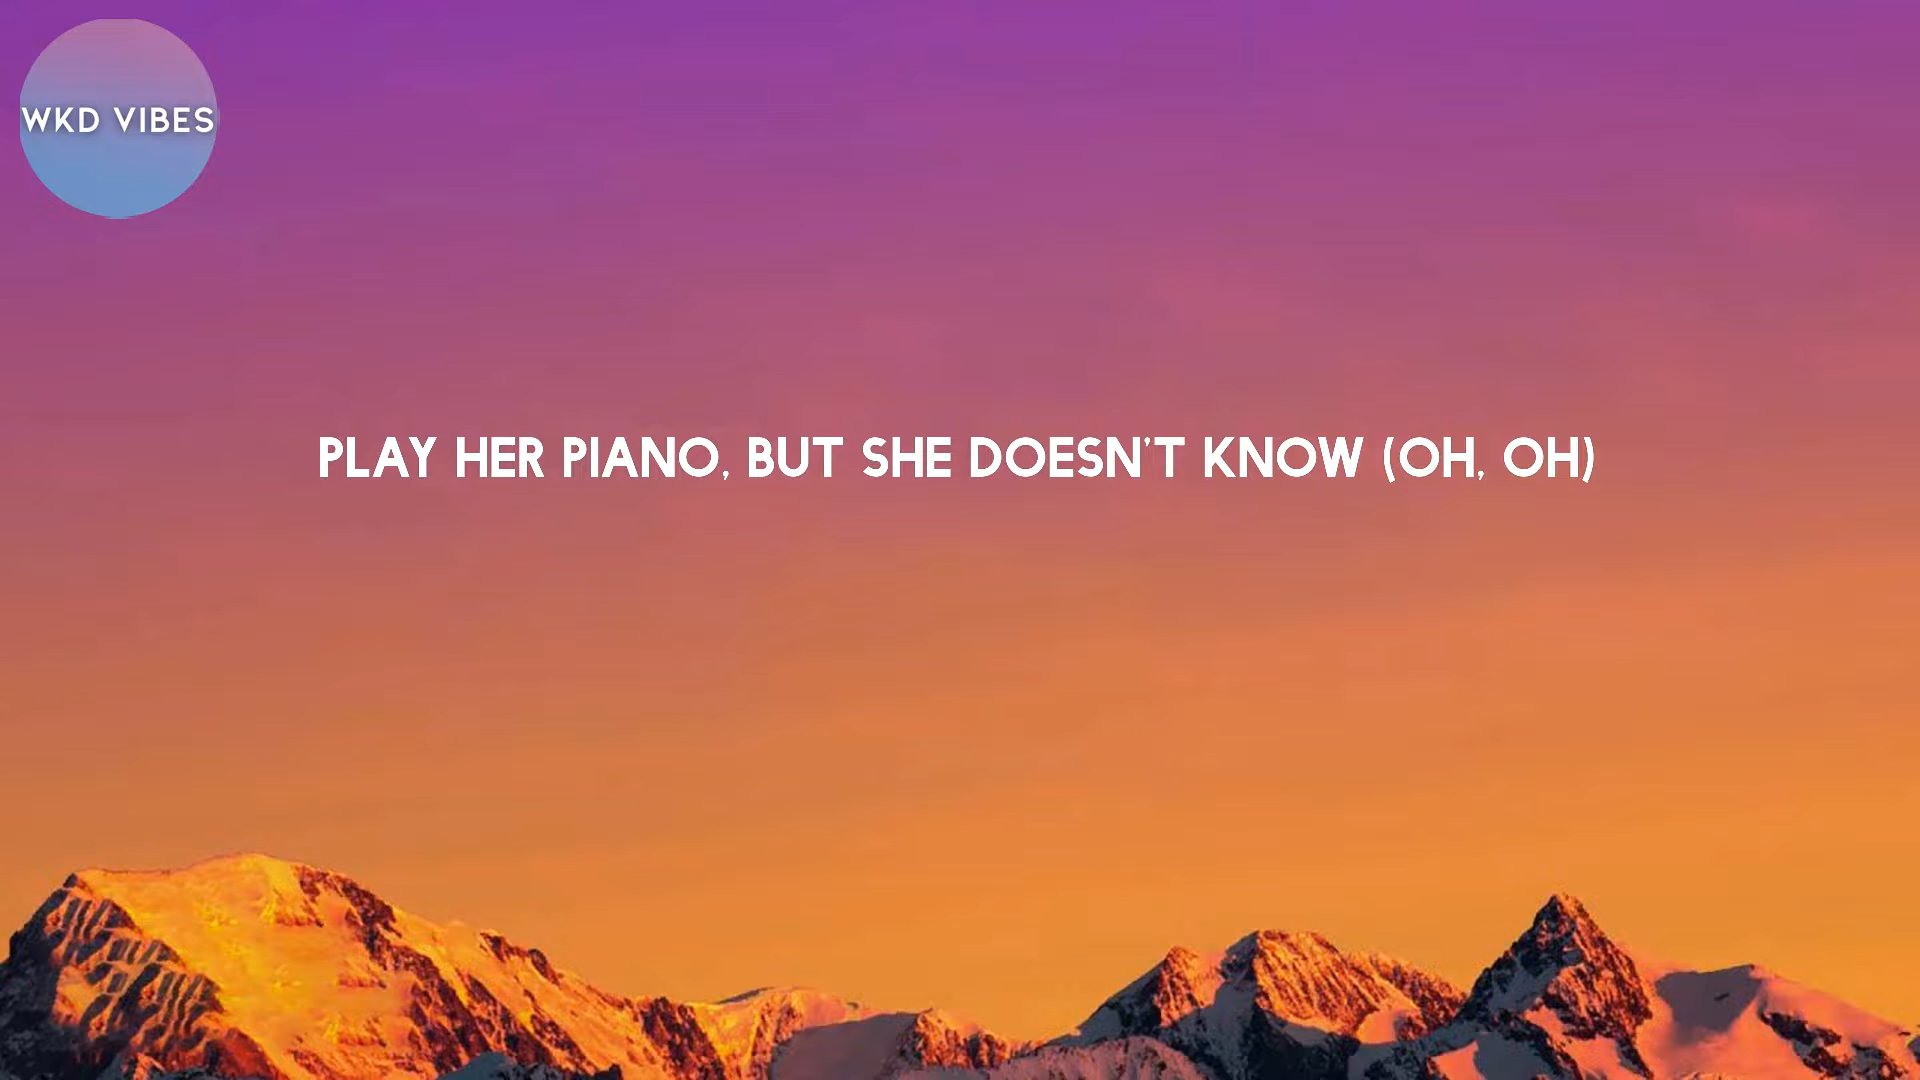 WKD VIBES
PLAY HER PIANO, BUT SHE DOESN'T KNOW (OH, OH)